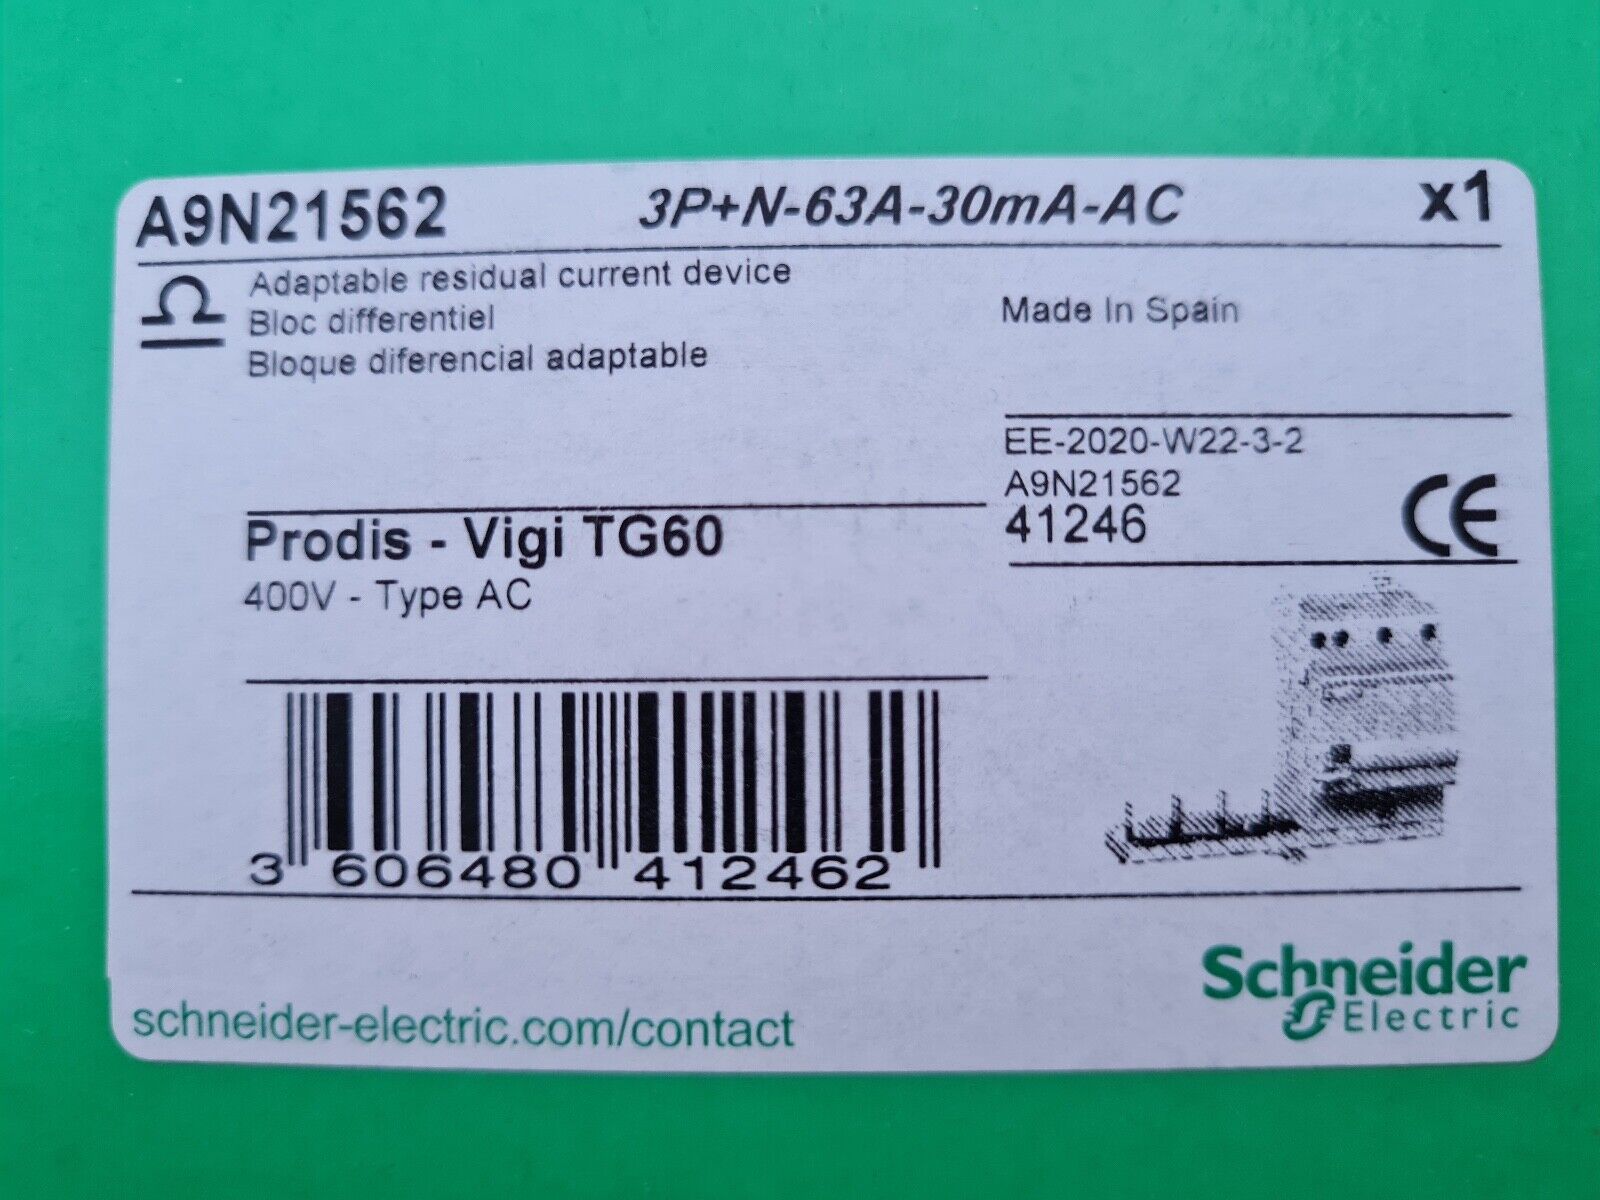 A9N21562 3P+N-63A-30mA-AC x1
Adaptable residual current device
Bloc differentiel
Bloque diferencial adaptable
Made In Spain
EE-2020-W22-3-2
A9N21562
41246 CE
Prodis - Vigi TG60
400V - Type AC
3 606480 412462
schneider-electric.com/contact
Schneider
Electric